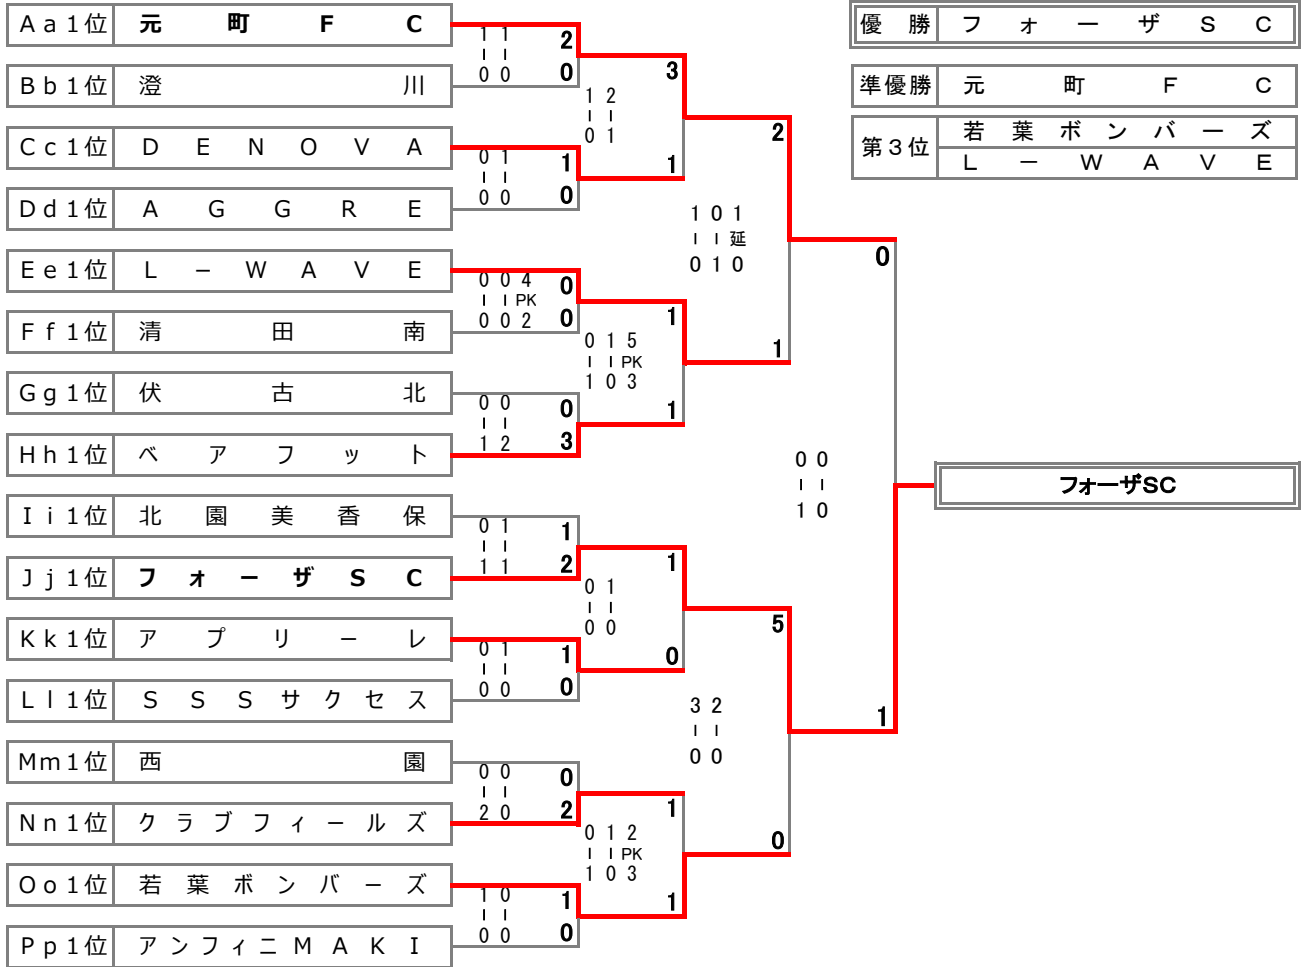 Aa1位 元町FC
1 1
2
0 0
0
Bb1位 澄川
3
1 2
0 1
1
Cc1位 DENOVA
0 1
1
0 0
0
Dd1位 AGGRE
2
1 0 1
延
0 1 0
1
Ee1位 L-WAVE
0 0 4
0
PK
0 0 2
0
Ff1位 清田南
1
0 1 5
PK
1 0 3
1
Gg1位 伏古北
0 0
0
1 2
3
Hh1位 ベアフット
0
0 0
1 0
1
Ii1位 北園美香保
0 1
1
1 1
2
Jj1位 フォーザSC
1
0 1
0 0
0
Kk1位 アプリーレ
0 1
1
0 0
0
Ll1位 SSSサクセス
5
3 2
0 0
0
Mm1位 西園
0 0
0
2 0
2
Nn1位 クラブフィールズ
1
0 1 2
PK
1 0 3
1
Oo1位 若葉ボンバーズ
1 0
1
0 0
0
Pp1位 アンフィニMAKI
優勝 フォーザSC
準優勝 元町FC
第3位 若葉ボンバーズ
L-WAVE
フォーザSC